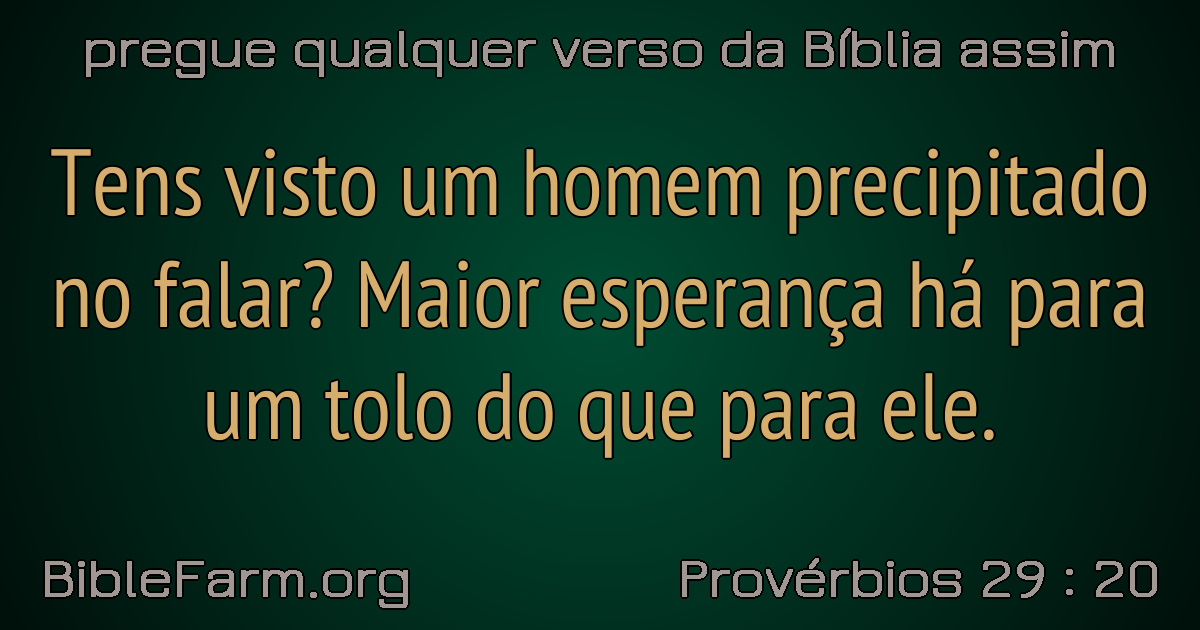 pregue qualquer verso da Bíblia assim
Tens visto um homem precipitado
no falar? Maior esperança há para
um tolo do que para ele.
BibleFarm.org
Provérbios 29 : 20